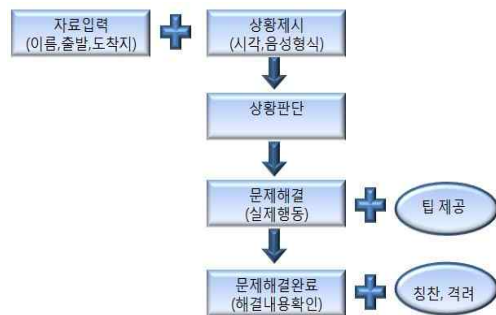 자료입력
(이름,출발,도착지)
상황제시
(시각,음성형식)
상황판단
문제해결
(실제행동)
팁 제공
문제해결완료
(해결내용확인)
칭찬, 격려